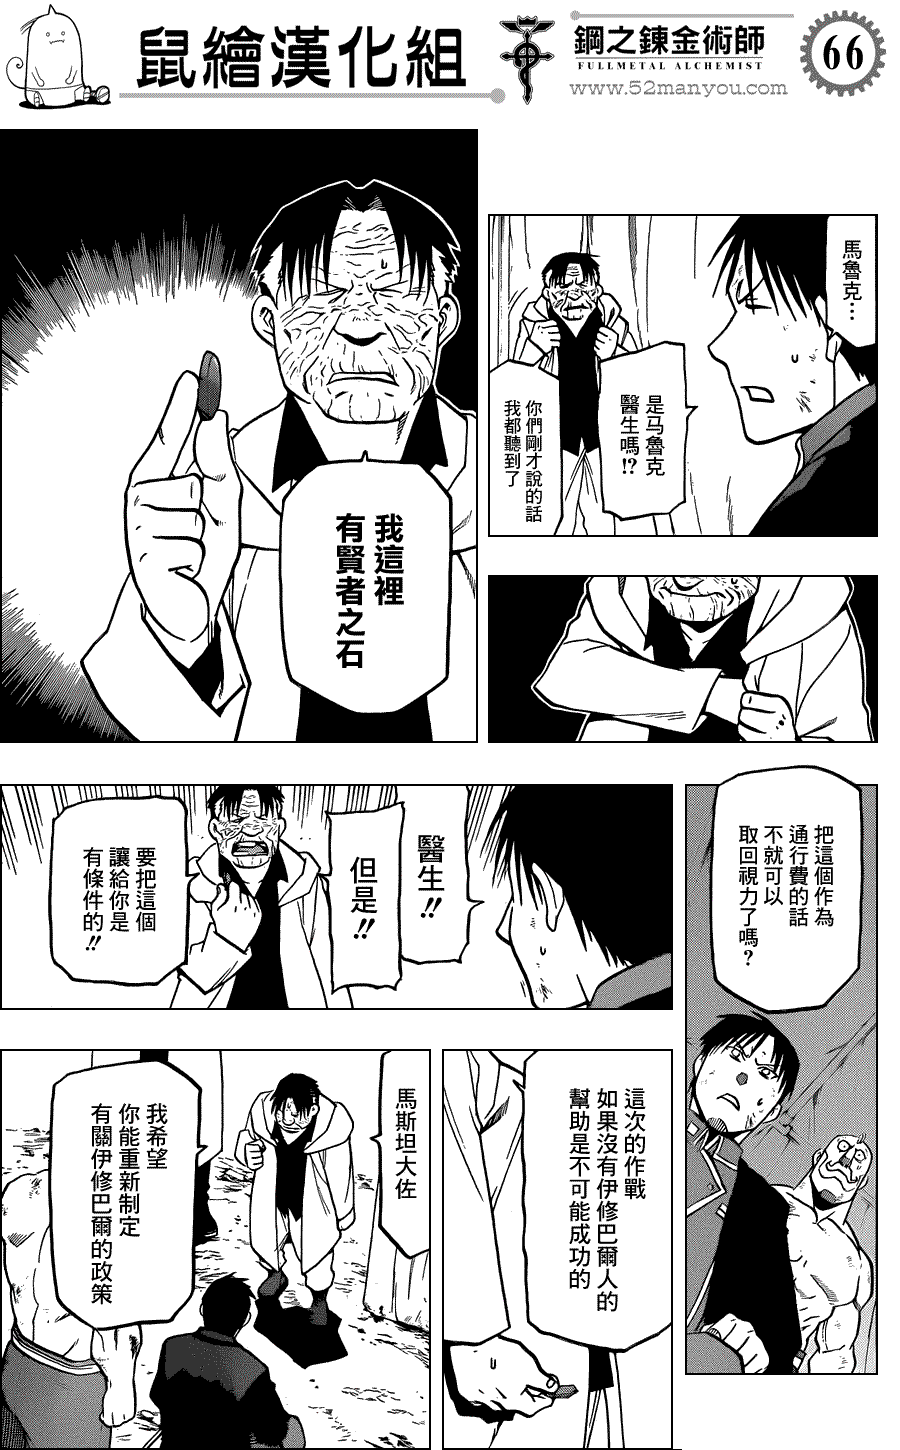 鼠繪漢化組
鋼之鍊金術師
FULLMETAL ALCHEMIST
www.52manyou.com
66
馬魯克…
是马魯克
醫生嗎!?
你們剛才說的話
我都聽到了
我這裡
有賢者之石
把這個作為
通行費的話
不就可以
取回視力了嗎?
醫生!!
但是!!
要把這個
讓給你是
有條件的!!
這次的作戰
如果沒有伊修巴爾人的
幫助是不可能成功的
馬斯坦大佐
我希望
你能重新制定
有關伊修巴爾的政策